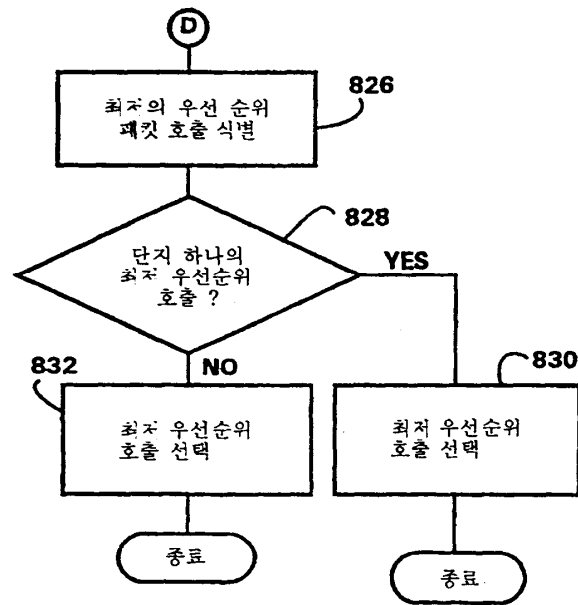 D
최저의 우선 순위
패킷 호출 식별
826
단지 하나의
최저 우선순위
호출 ?
828
YES
NO
832
최저 우선순위
호출 선택
830
최저 우선순위
호출 선택
종료
종료